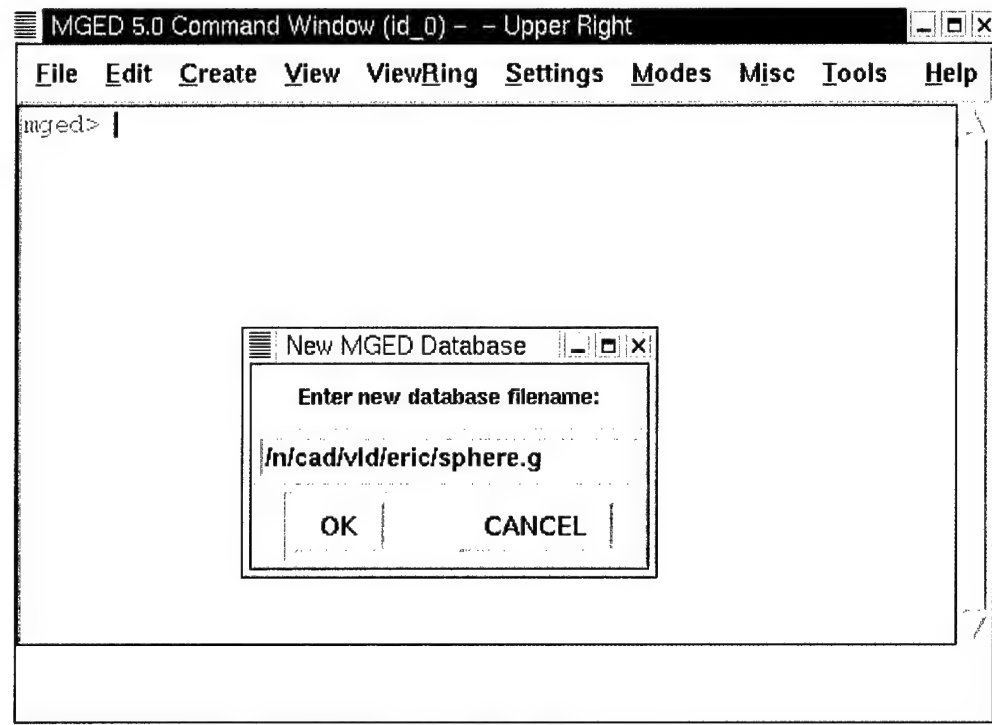 MGED 5.0 Command Window (id_0) – – Upper Right
File Edit Create View ViewRing Settings Modes Misc Tools Help
mged>
New MGED Database
Enter new database filename:
/n/cad/vld/eric/sphere.g
OK CANCEL